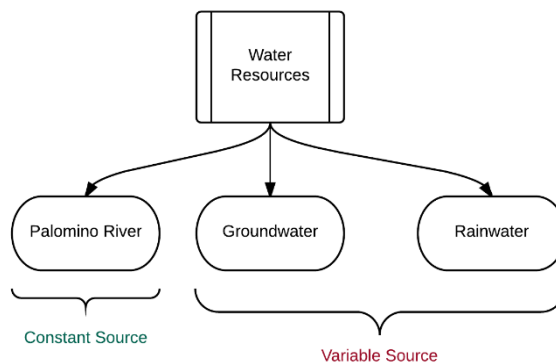 Water
Resources
Palomino River
Groundwater
Rainwater
Constant Source
Variable Source